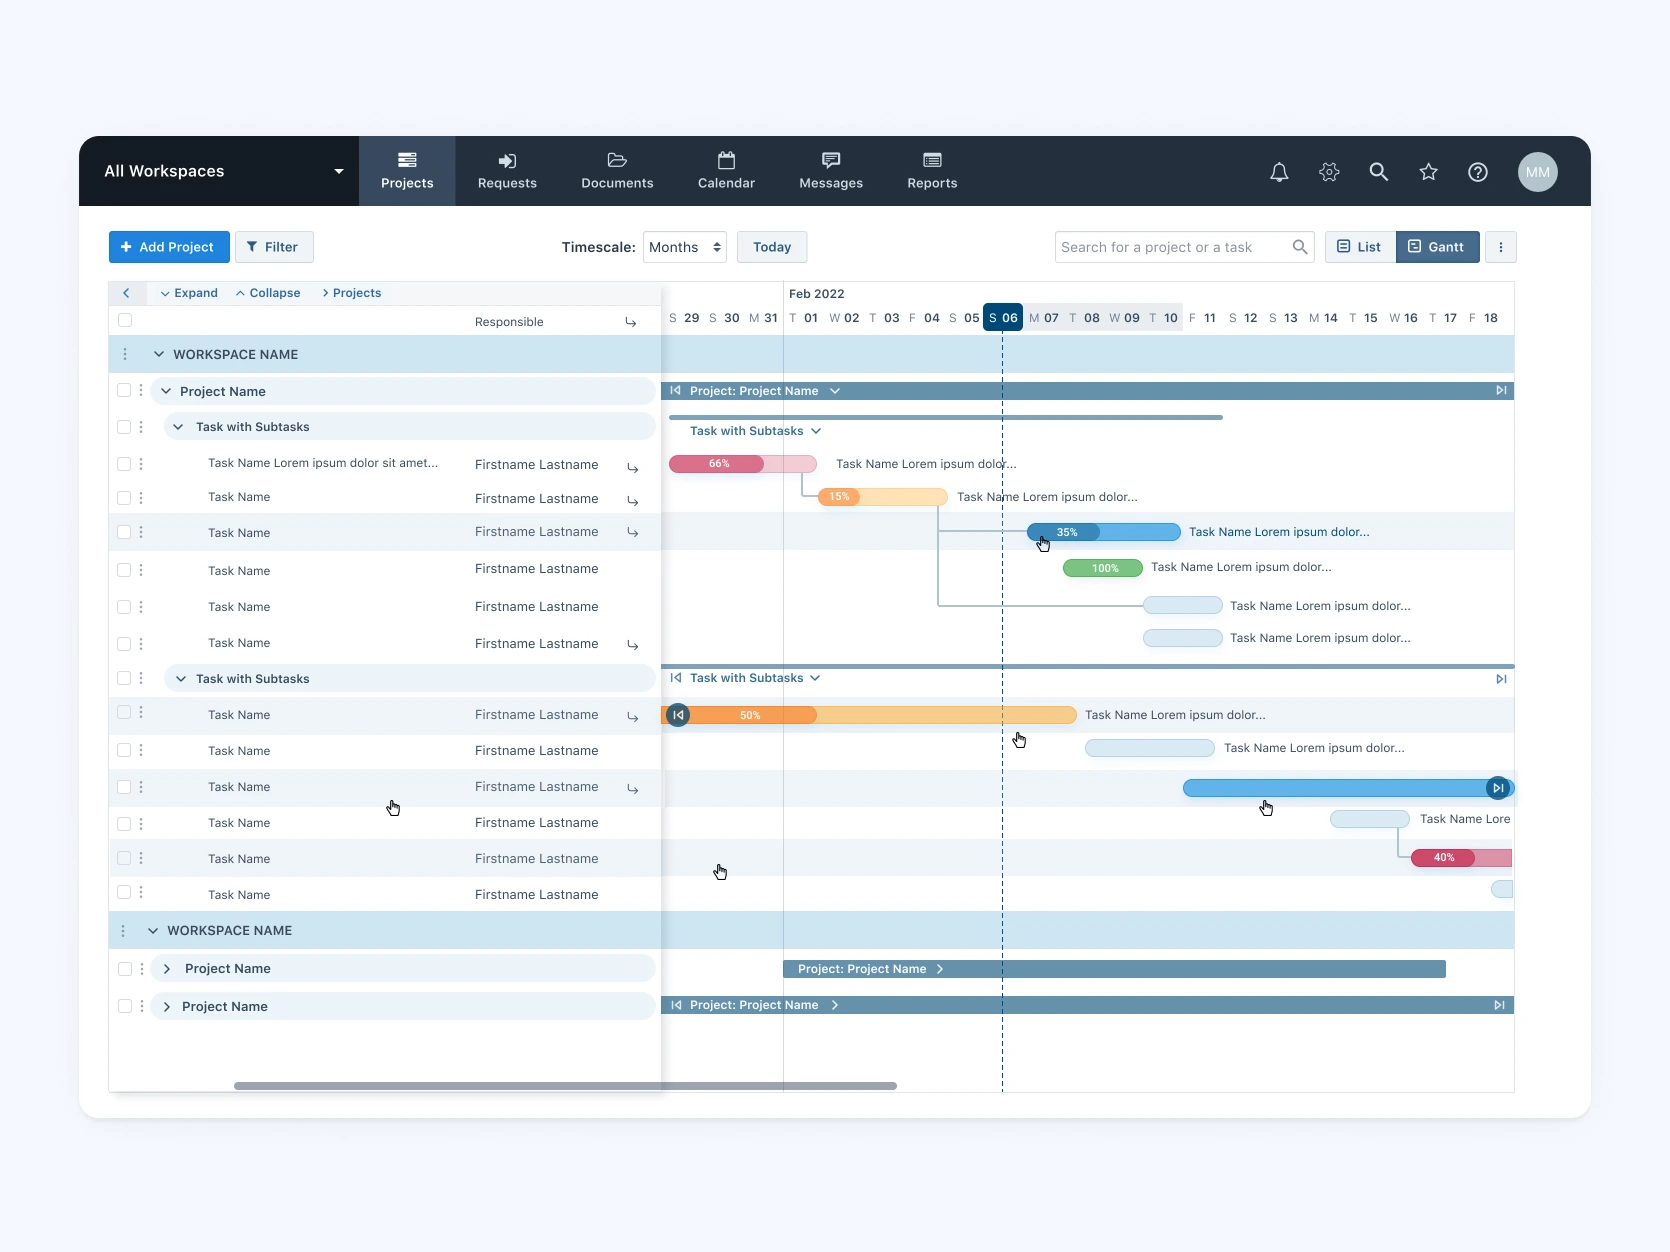 All Workspaces
Projects
Requests
Documents
Calendar
Messages
Reports
MM
+ Add Project
Filter
Timescale: Months
Today
Search for a project or a task
List
Gantt
Expand
Collapse
Projects
Feb 2022
Responsible
S 29 S 30 M 31 T 01 W 02 T 03 F 04 S 05 S 06 M 07 T 08 W 09 T 10 F 11 S 12 S 13 M 14 T 15 W 16 T 17 F 18
WORKSPACE NAME
Project Name
Project: Project Name
Task with Subtasks
Task with Subtasks
Task Name Lorem ipsum dolor sit amet... Firstname Lastname
66% Task Name Lorem ipsum dolor...
Task Name Firstname Lastname
15% Task Name Lorem ipsum dolor...
Task Name Firstname Lastname
35% Task Name Lorem ipsum dolor...
Task Name Firstname Lastname
100% Task Name Lorem ipsum dolor...
Task Name Firstname Lastname
Task Name Lorem ipsum dolor...
Task Name Firstname Lastname
Task Name Lorem ipsum dolor...
Task with Subtasks
Task with Subtasks
Task Name Firstname Lastname
50% Task Name Lorem ipsum dolor...
Task Name Firstname Lastname
Task Name Lorem ipsum dolor...
Task Name Firstname Lastname
Task Name Firstname Lastname
Task Name Lore
Task Name Firstname Lastname
40%
Task Name Firstname Lastname
WORKSPACE NAME
Project Name
Project: Project Name
Project Name
Project: Project Name